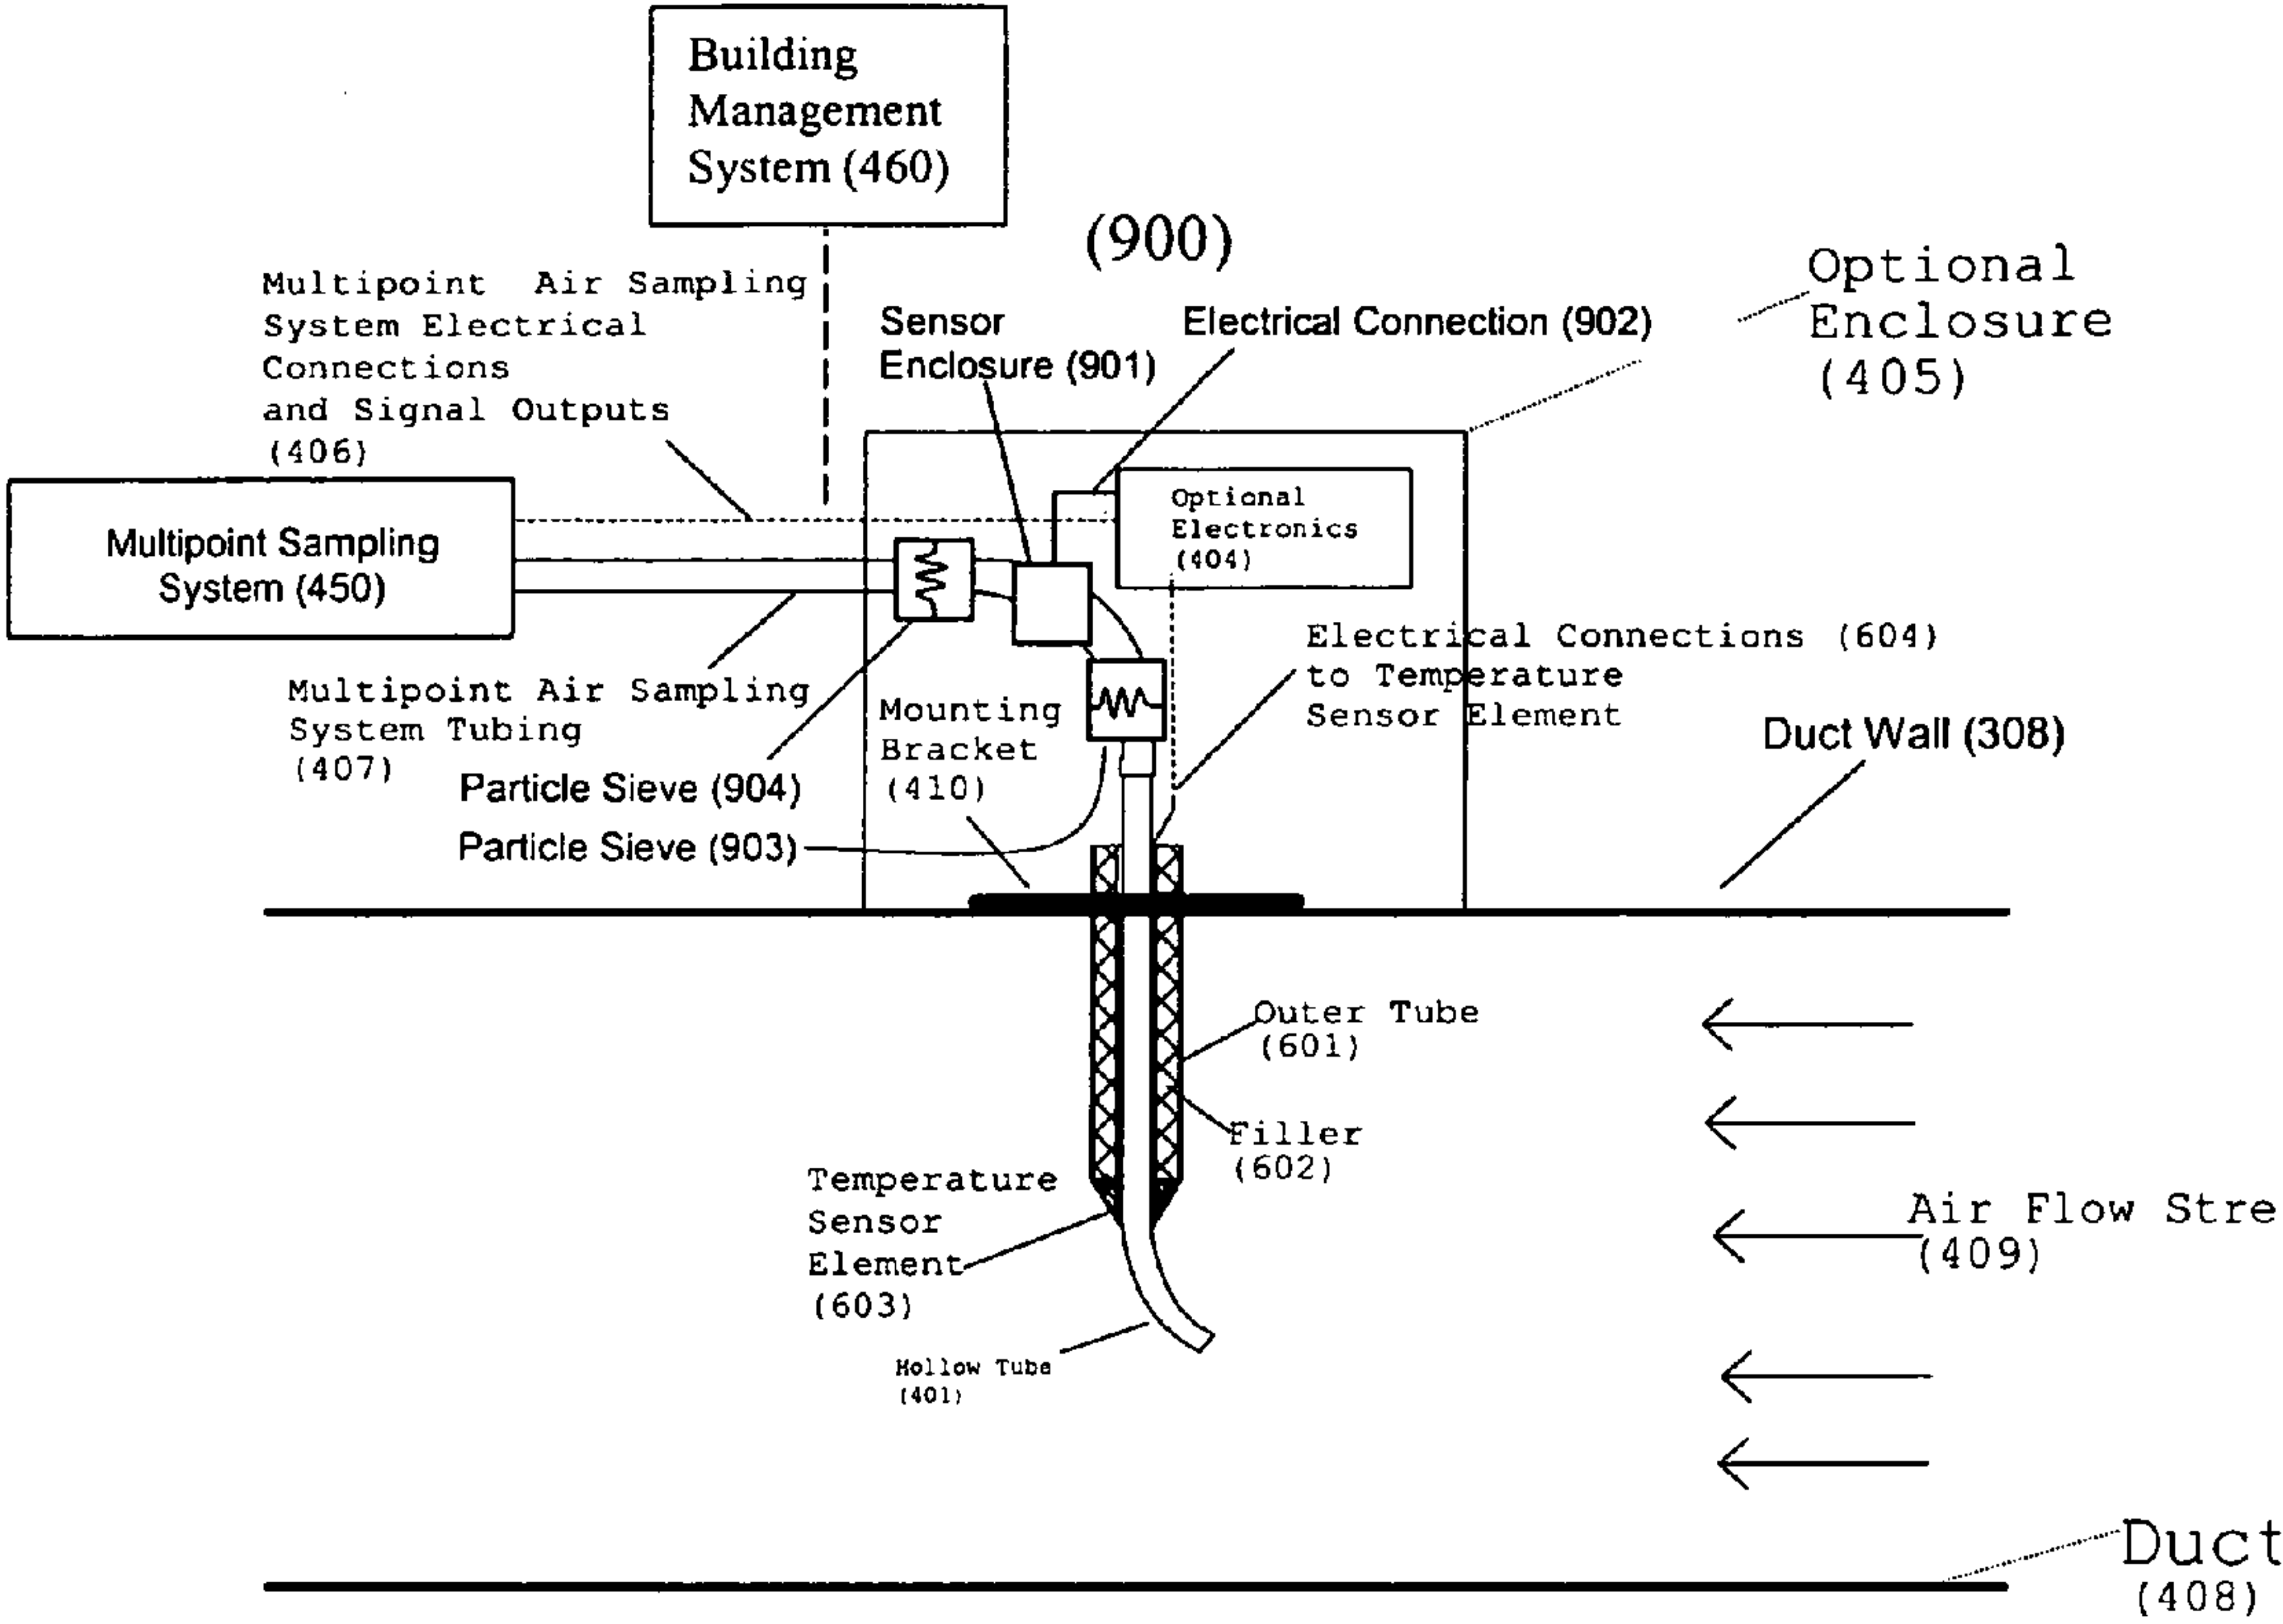 Building
Management
System (460)
(900)
Multipoint Air Sampling
System Electrical
Connections
and Signal Outputs
(406)
Sensor
Enclosure (901)
Electrical Connection (902)
Optional
Enclosure
(405)
Multipoint Sampling
System (450)
Optional
Electronics
(404)
Multipoint Air Sampling
System Tubing
(407)
Particle Sieve (904)
Particle Sieve (903)
Mounting
Bracket
(410)
Electrical Connections (604)
to Temperature
Sensor Element
Duct Wall (308)
Outer Tube
(601)
Filler
(602)
Temperature
Sensor
Element
(603)
Hollow Tube
(401)
Air Flow Stre
(409)
Duct
(408)